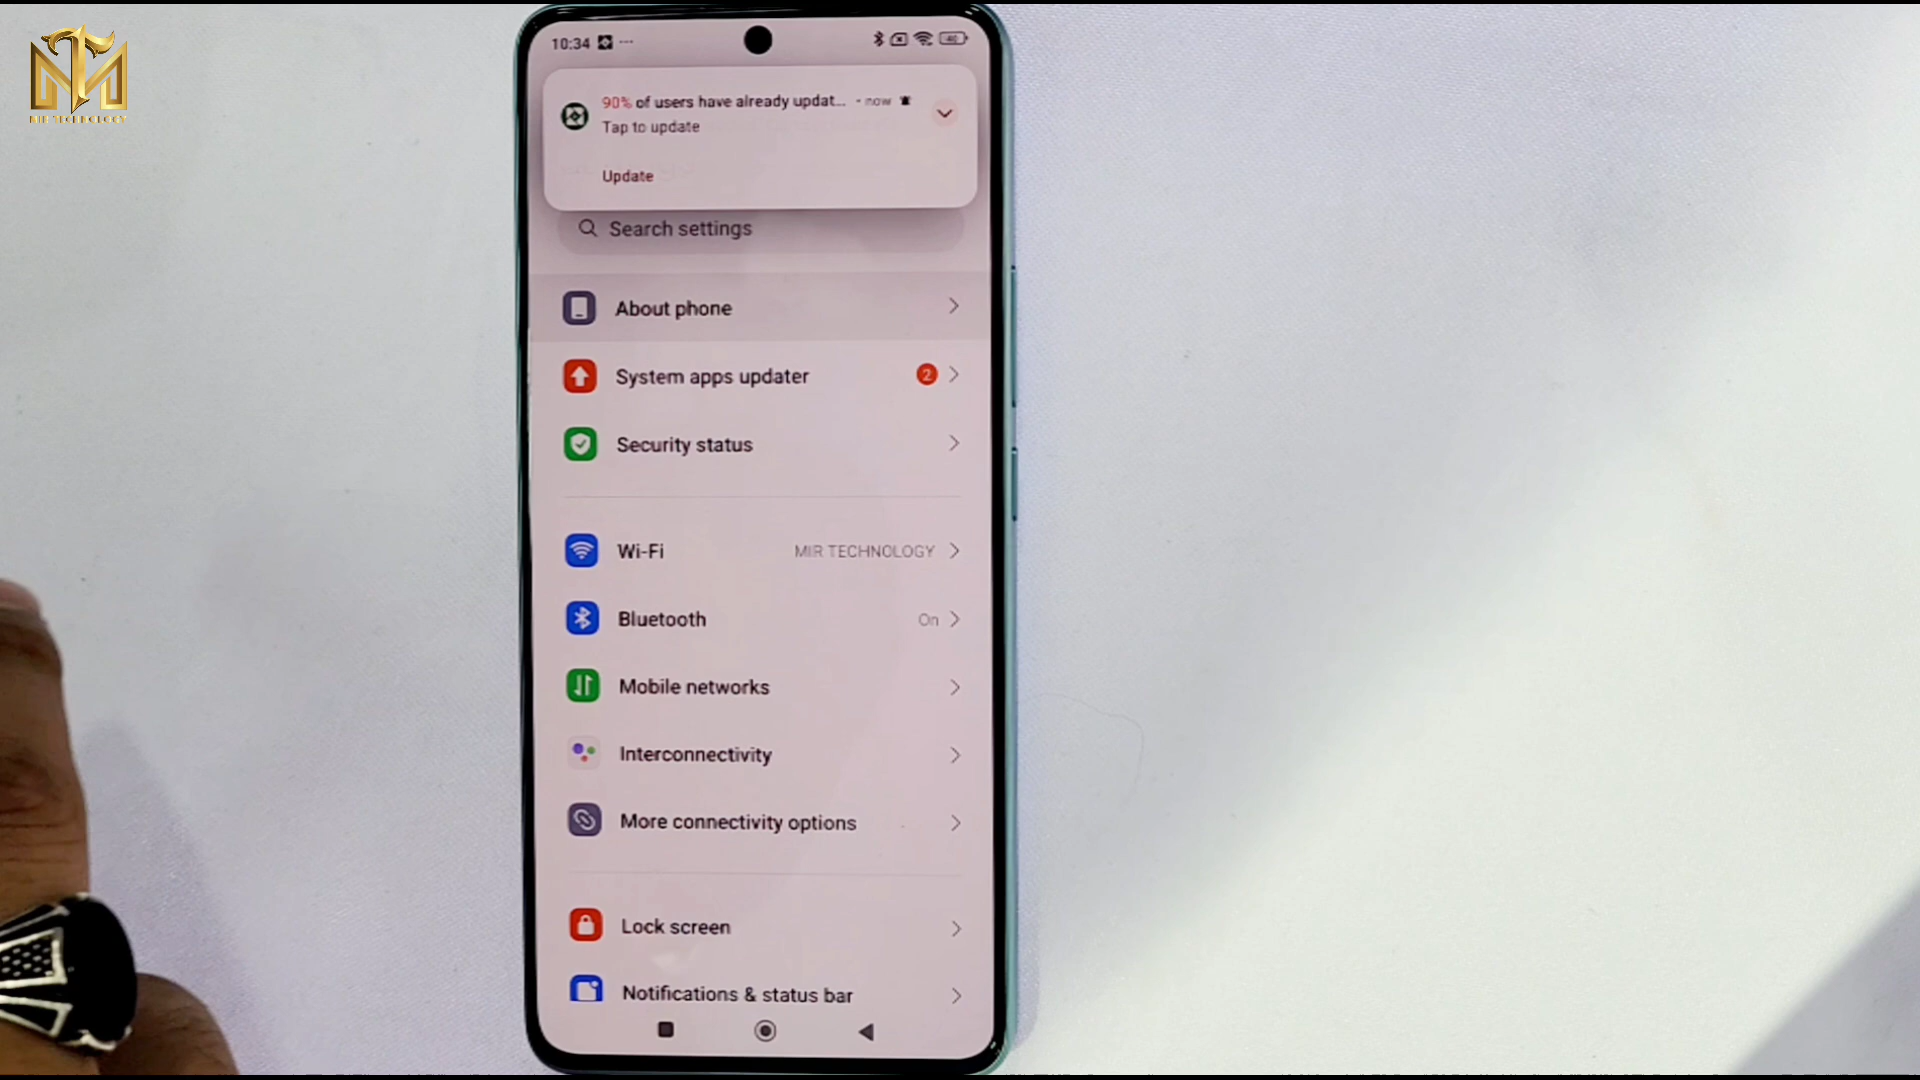 MIR TECHNOLOGY
10:34
90% of users have already updat... • now
Tap to update
Update
Search settings
About phone
System apps updater 2
Security status
Wi-Fi MIR TECHNOLOGY
Bluetooth On
Mobile networks
Interconnectivity
More connectivity options
Lock screen
Notifications & status bar